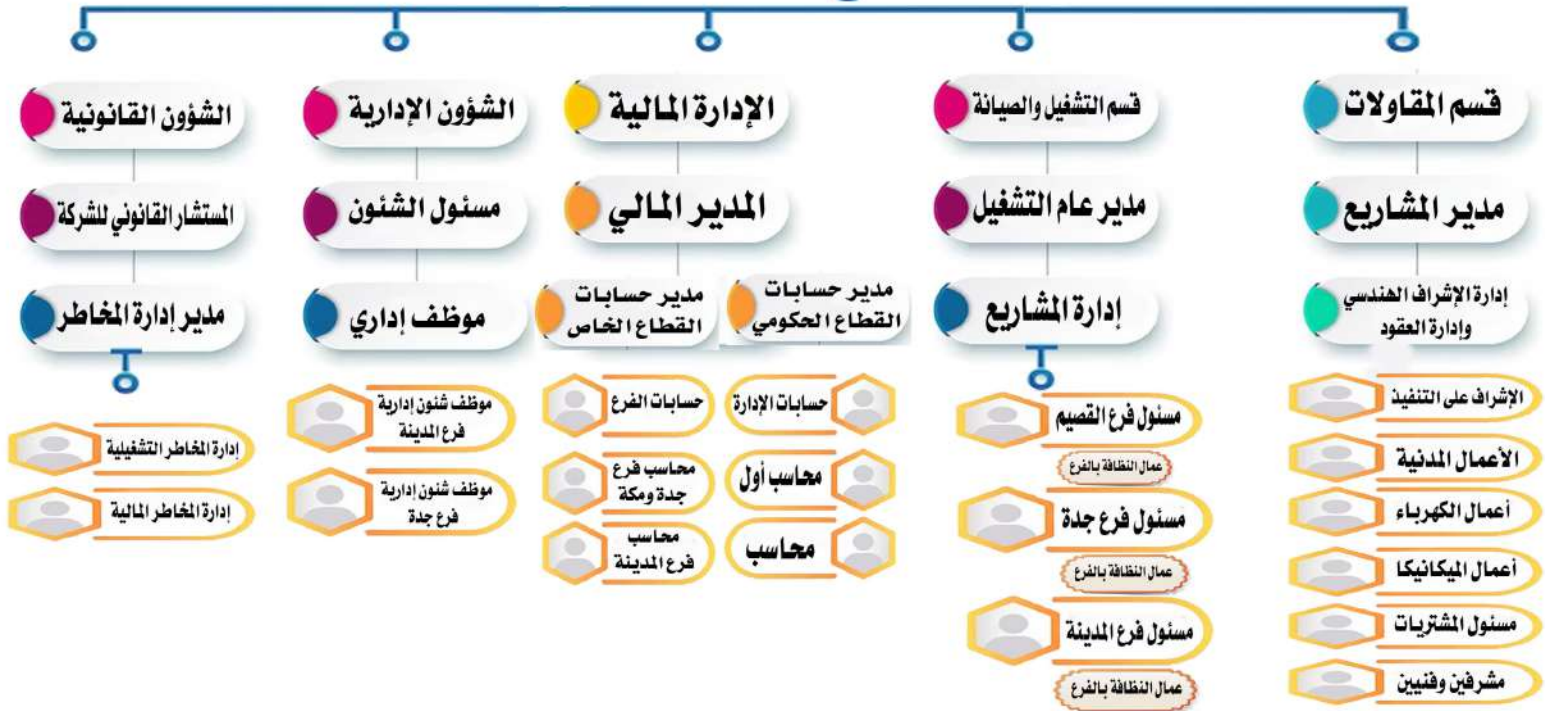 قسم المقاولات
مدير المشاريع
إدارة الإشراف الهندسي
وإدارة العقود
الإشراف على التنفيذ
الأعمال المدنية
أعمال الكهرباء
أعمال الميكانيكا
مسئول المشتريات
مشرفين وفنيين
قسم التشغيل والصيانة
مدير عام التشغيل
إدارة المشاريع
مسئول فرع القصيم
عمال النظافة بالفرع
مسئول فرع جدة
عمال النظافة بالفرع
مسئول فرع المدينة
عمال النظافة بالفرع
الإدارة المالية
المدير المالي
مدير حسابات
القطاع الحكومي
حسابات الإدارة
محاسب أول
محاسب
مدير حسابات
القطاع الخاص
حسابات الفرع
محاسب فرع
جدة ومكة
محاسب
فرع المدينة
الشؤون الإدارية
مسئول الشئون
موظف إداري
موظف شئون إدارية
فرع المدينة
موظف شئون إدارية
فرع جدة
الشؤون القانونية
المستشار القانوني للشركة
مدير إدارة المخاطر
إدارة المخاطر التشغيلية
إدارة المخاطر المالية